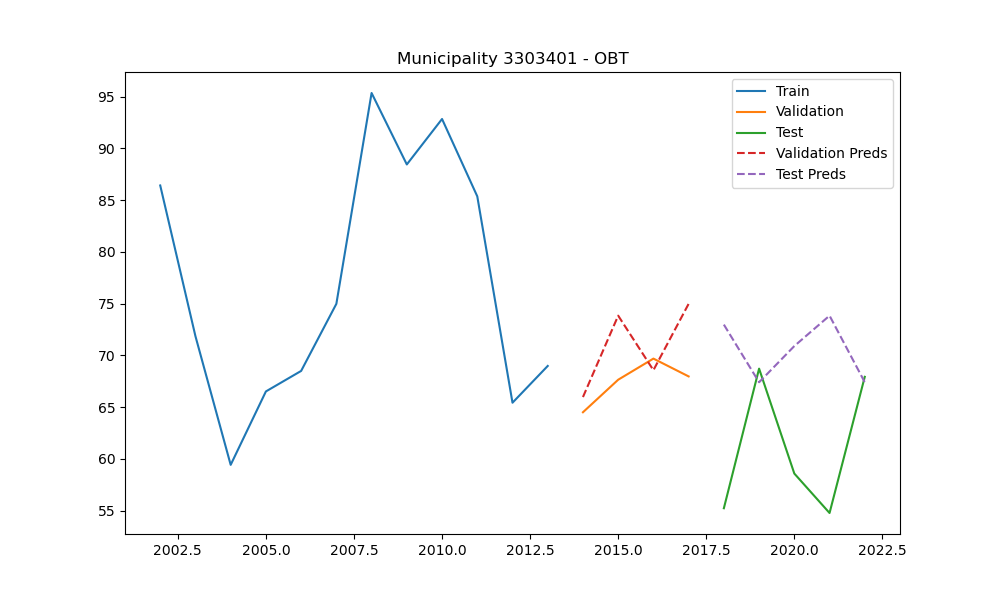 Municipality 3303401 - OBT
95
90
85
80
75
70
65
60
55
2002.5 2005.0 2007.5 2010.0 2012.5 2015.0 2017.5 2020.0 2022.5
Train
Validation
Test
Validation Preds
Test Preds